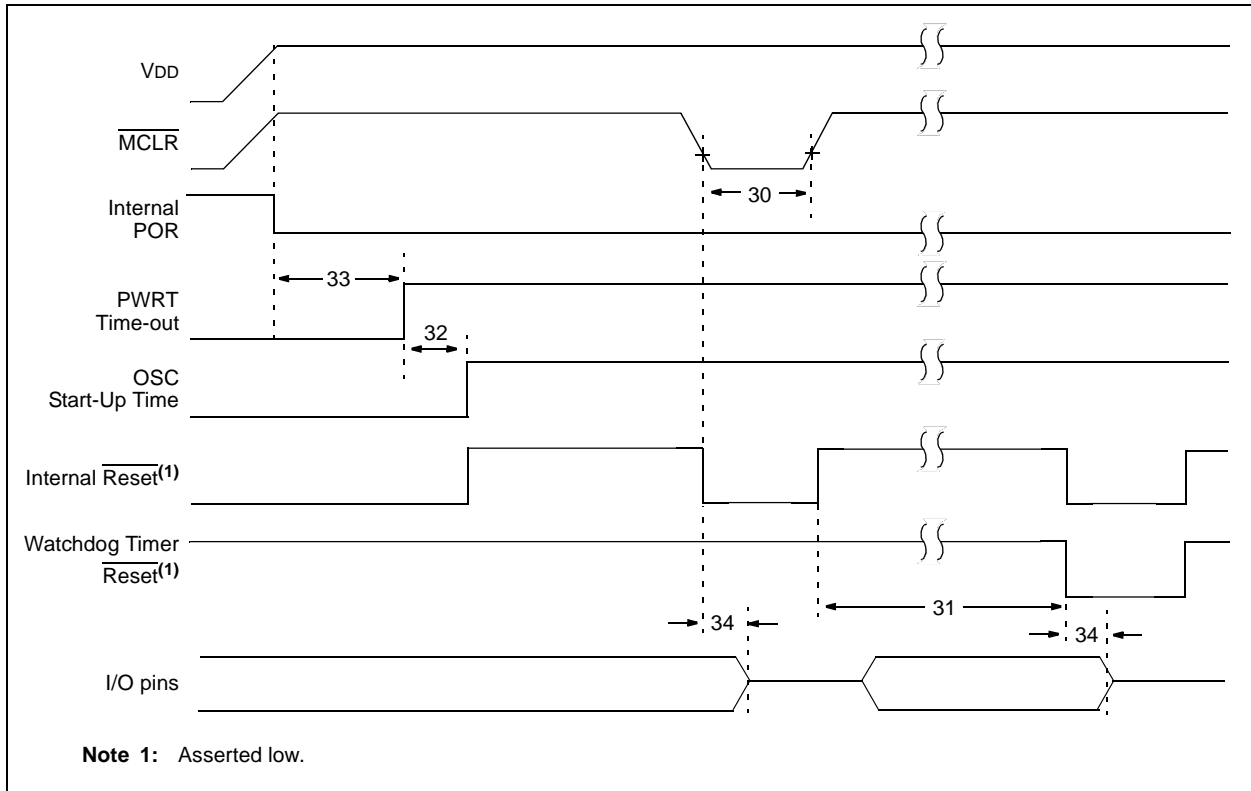 VDD
MCLR
30
Internal
POR
33
PWRT
Time-out
32
OSC
Start-Up Time
Internal Reset(1)
Watchdog Timer
Reset(1)
31
34
34
I/O pins
Note 1: Asserted low.